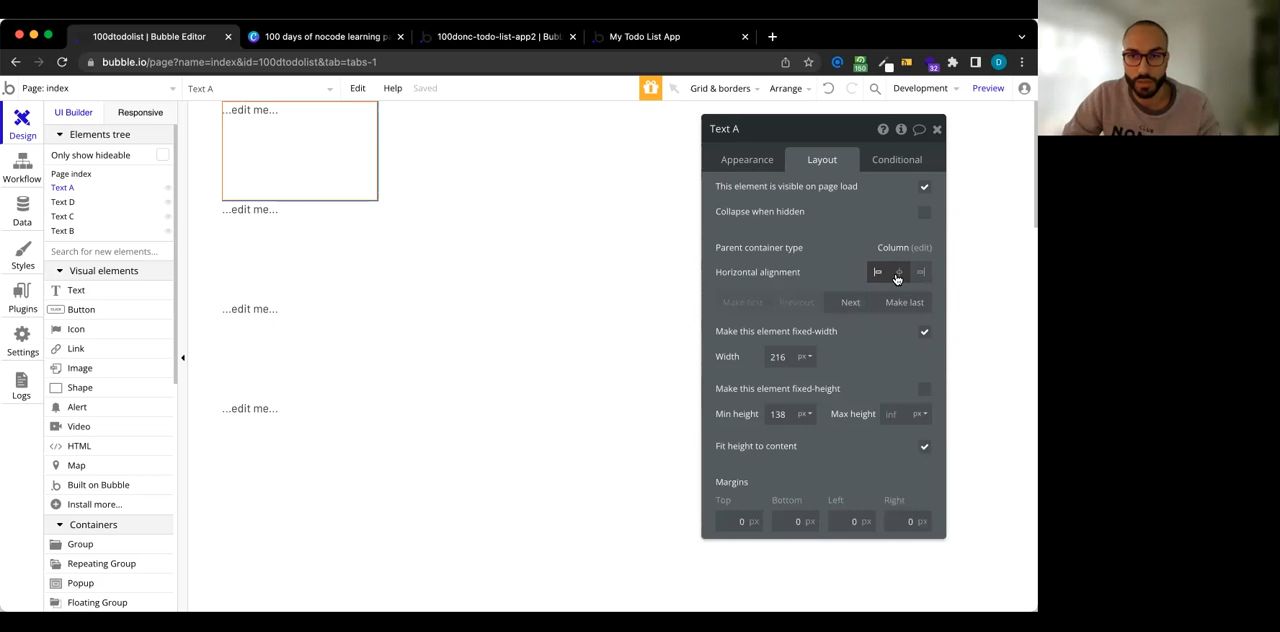 100dtodolist | Bubble Editor
100 days of nocode learning p
100donc-todo-list-app2 | Bub
My Todo List App
bubble.io/page?name=index&id=100dtodolist&tab=tabs-1
150
32
D
Page: index
Text A
Edit
Help
Saved
Grid & borders
Arrange
Development
Preview
Design
Workflow
Data
Styles
Plugins
Settings
Logs
UI Builder
Responsive
Elements tree
Only show hideable
Page index
Text A
Text D
Text C
Text B
Search for new elements...
Visual elements
Text
Button
Icon
Link
Image
Shape
Alert
Video
HTML
Map
Built on Bubble
Install more...
Containers
Group
Repeating Group
Popup
Floating Group
...edit me...
...edit me...
...edit me...
...edit me...
Text A
Appearance
Layout
Conditional
This element is visible on page load
Collapse when hidden
Parent container type
Column (edit)
Horizontal alignment
Make first
Previous
Next
Make last
Make this element fixed-width
Width
216 px
Make this element fixed-height
Min height
138 px
Max height
inf px
Fit height to content
Margins
Top
Bottom
Left
Right
0 px
0 px
0 px
0 px